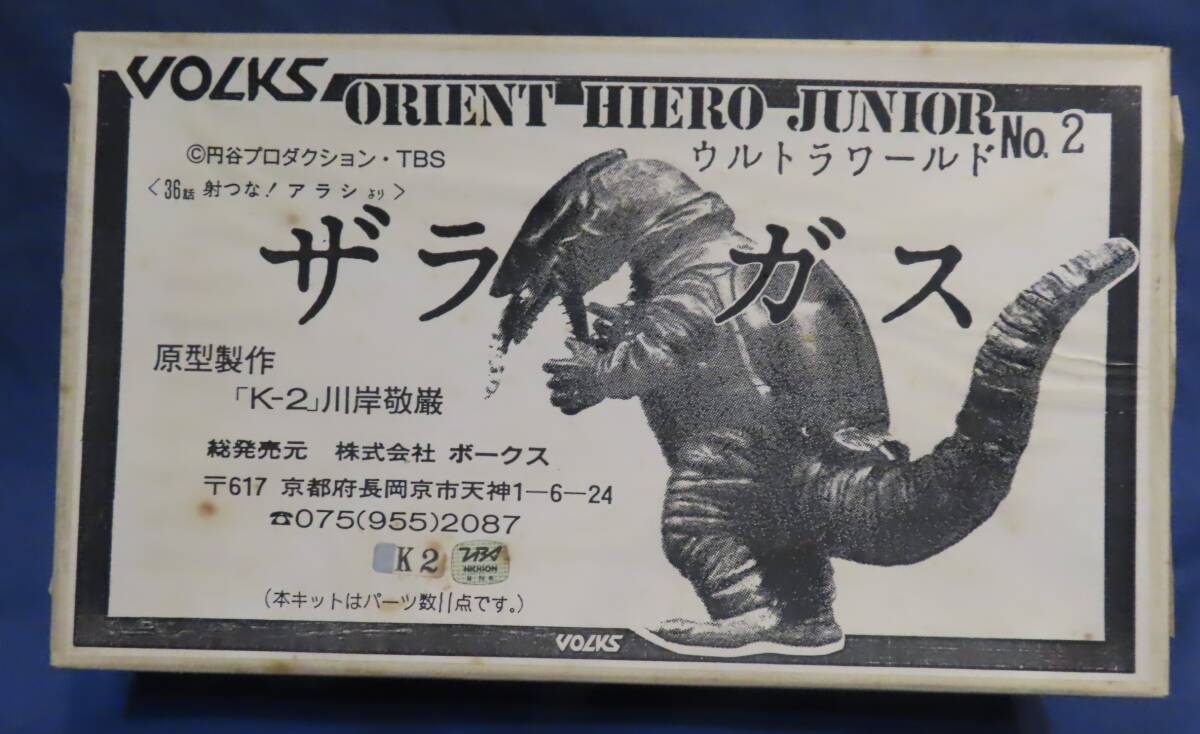 VOLKS
ORIENT HIERO JUNIOR No. 2
©円谷プロダクション・TBS
ウルトラワールド
<36話 射つな!アラシより>
ザラガス
原型製作
「K-2」川岸敬厳
総発売元 株式会社 ボークス
〒617 京都府長岡京市天神1-6-24
☎075(955)2087
K2
(本キットはパーツ数11点です。)
VOLKS